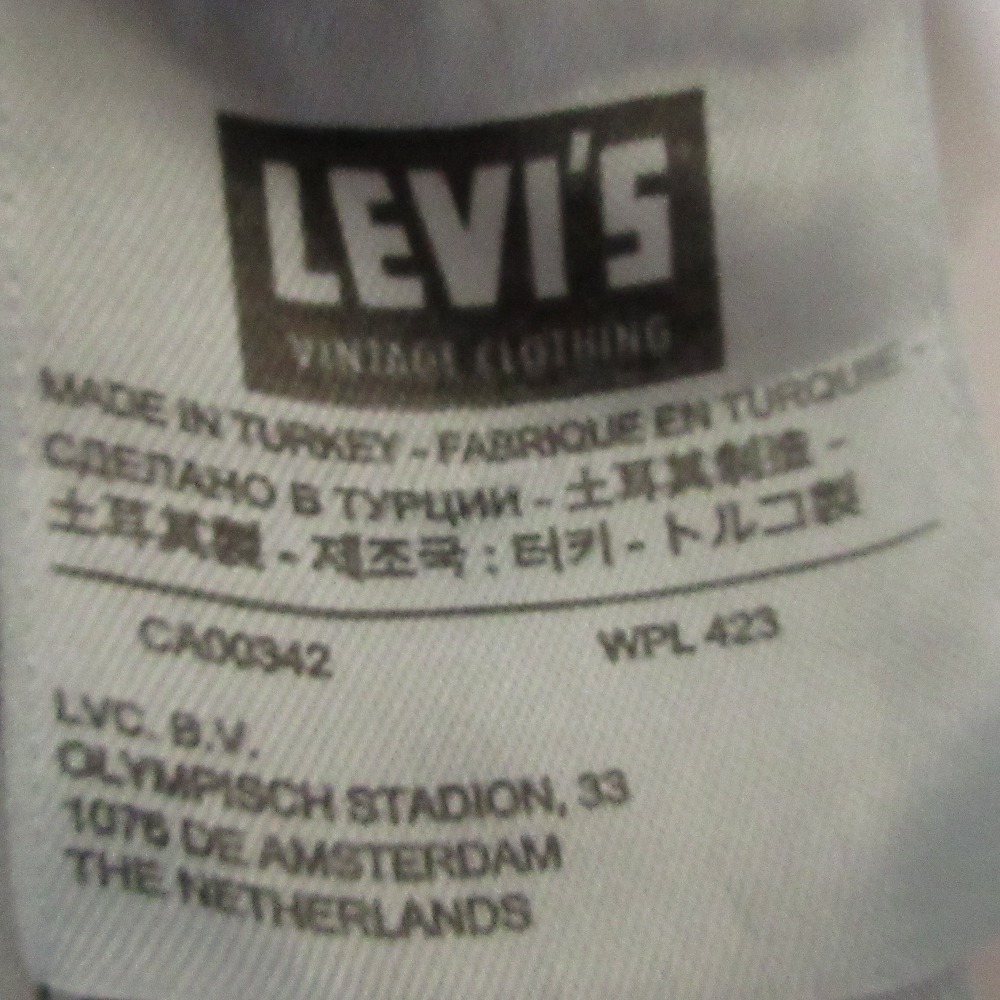 LEVI'S
VINTAGE CLOTHING
MADE IN TURKEY - FABRIQUE EN TURQUIE -
СДЕЛАНО В ТУРЦИИ - 土耳其製造 -
土耳其製 - 제조국 : 터키 - トルコ製
CA00342 WPL 423
LVC. B.V.
OLYMPISCH STADION, 33
1076 DE AMSTERDAM
THE NETHERLANDS